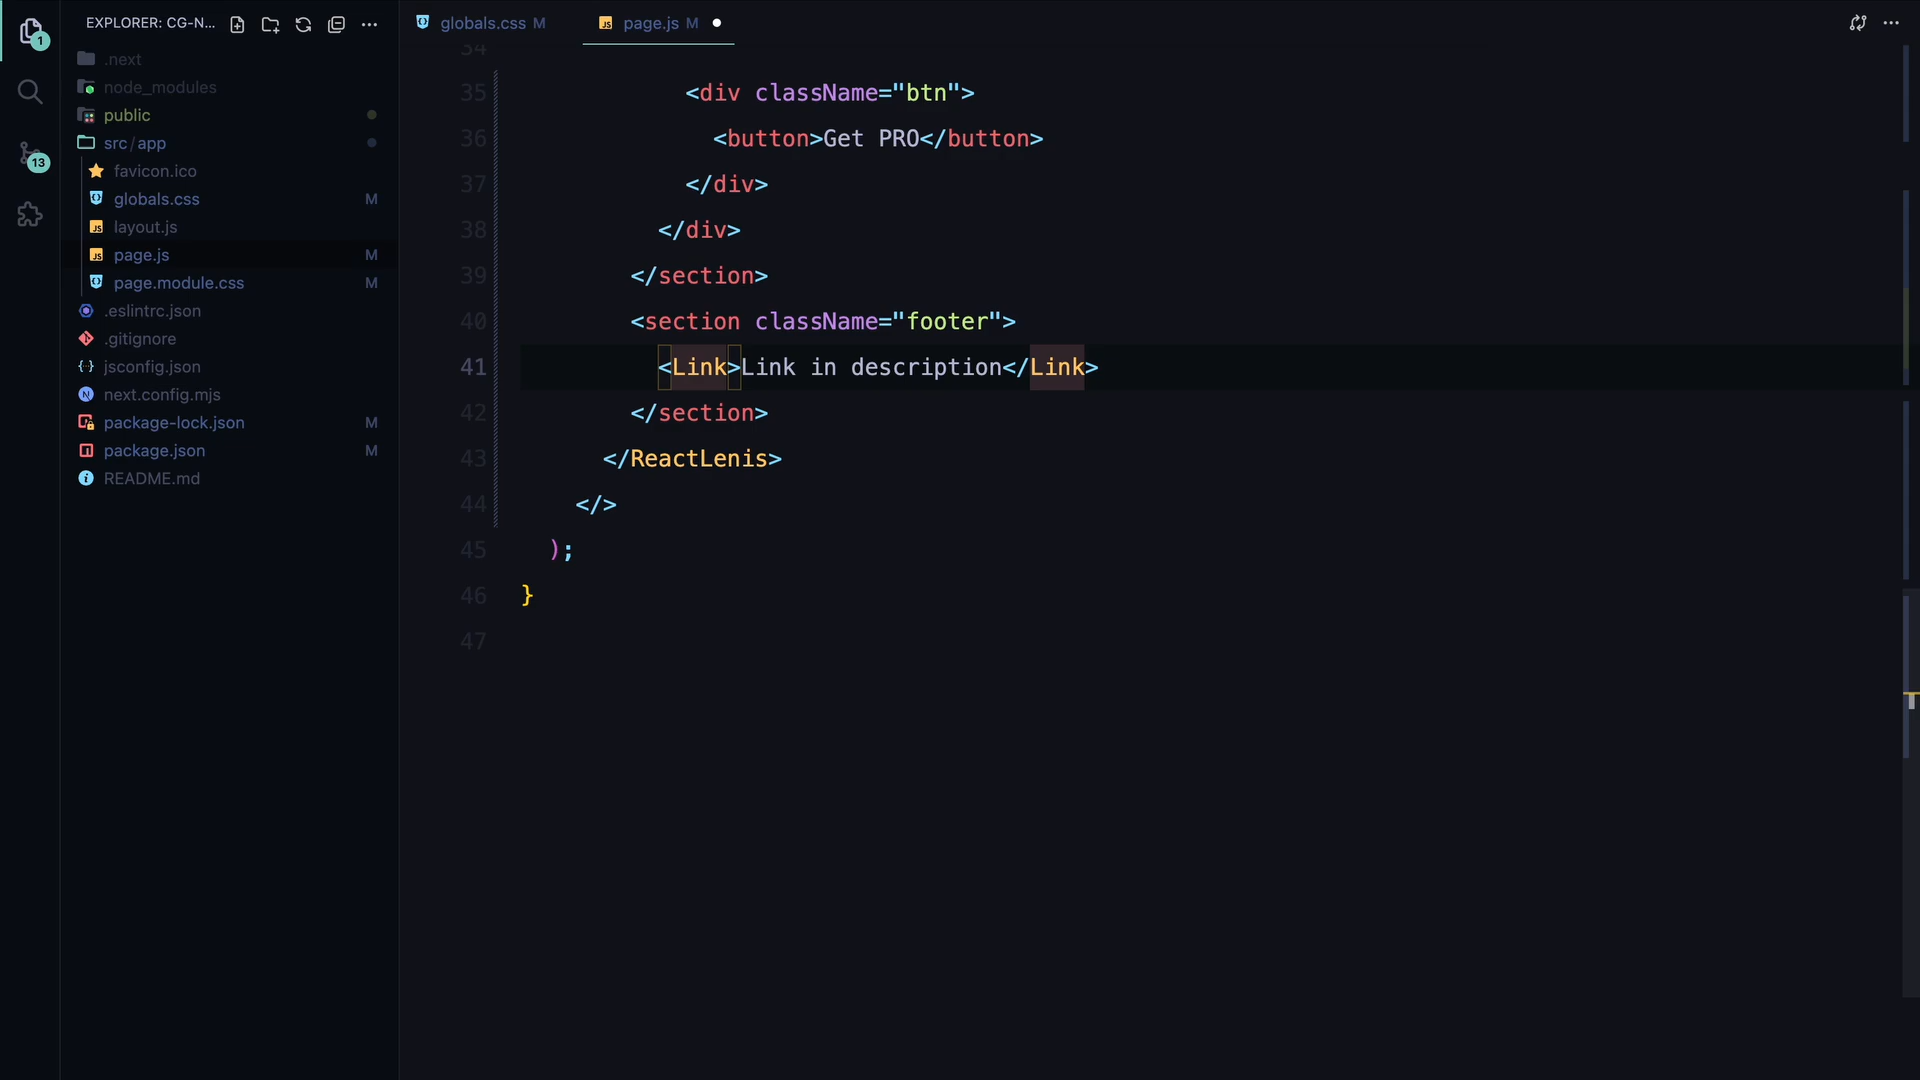 1
13
EXPLORER: CG-N...
.next
node_modules
public
src/app
favicon.ico
globals.css M
layout.js
page.js M
page.module.css M
.eslintrc.json
.gitignore
jsconfig.json
next.config.mjs
package-lock.json M
package.json M
README.md
globals.css M
page.js M
34
35 <div className="btn">
36 <button>Get PRO</button>
37 </div>
38 </div>
39 </section>
40 <section className="footer">
41 <Link>Link in description</Link>
42 </section>
43 </ReactLenis>
44 </>
45 );
46 }
47